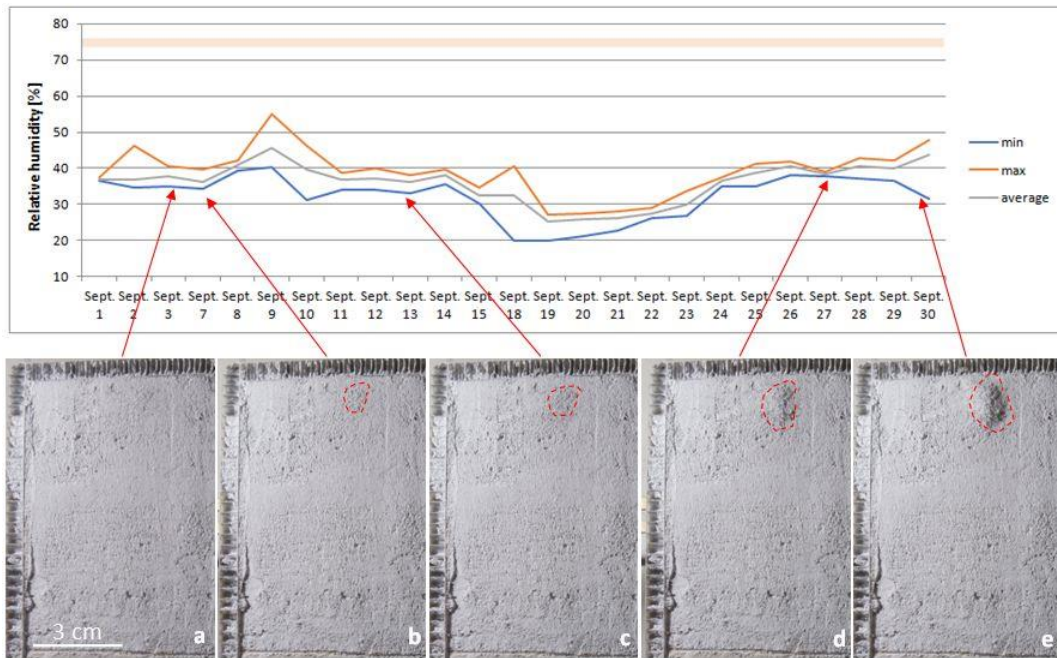 80
70
60
50
40
30
20
10
Relative humidity [%]
min
max
average
Sept. Sept. Sept. Sept. Sept. Sept. Sept. Sept. Sept. Sept. Sept. Sept. Sept. Sept. Sept. Sept. Sept. Sept. Sept. Sept. Sept. Sept. Sept. Sept. Sept.
1 2 3 7 8 9 10 11 12 13 14 15 18 19 20 21 22 23 24 25 26 27 28 29 30
3 cm
a b c d e